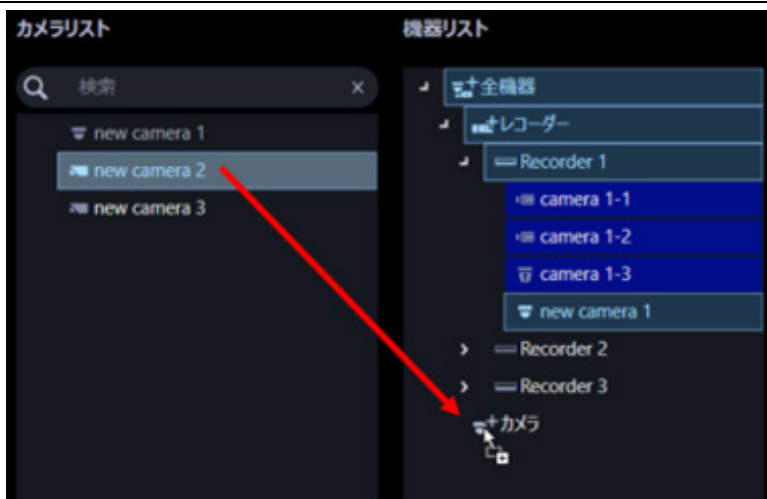 カメラリスト
検索
new camera 1
new camera 2
new camera 3
機器リスト
全機器
レコーダー
Recorder 1
camera 1-1
camera 1-2
camera 1-3
new camera 1
Recorder 2
Recorder 3
カメラ